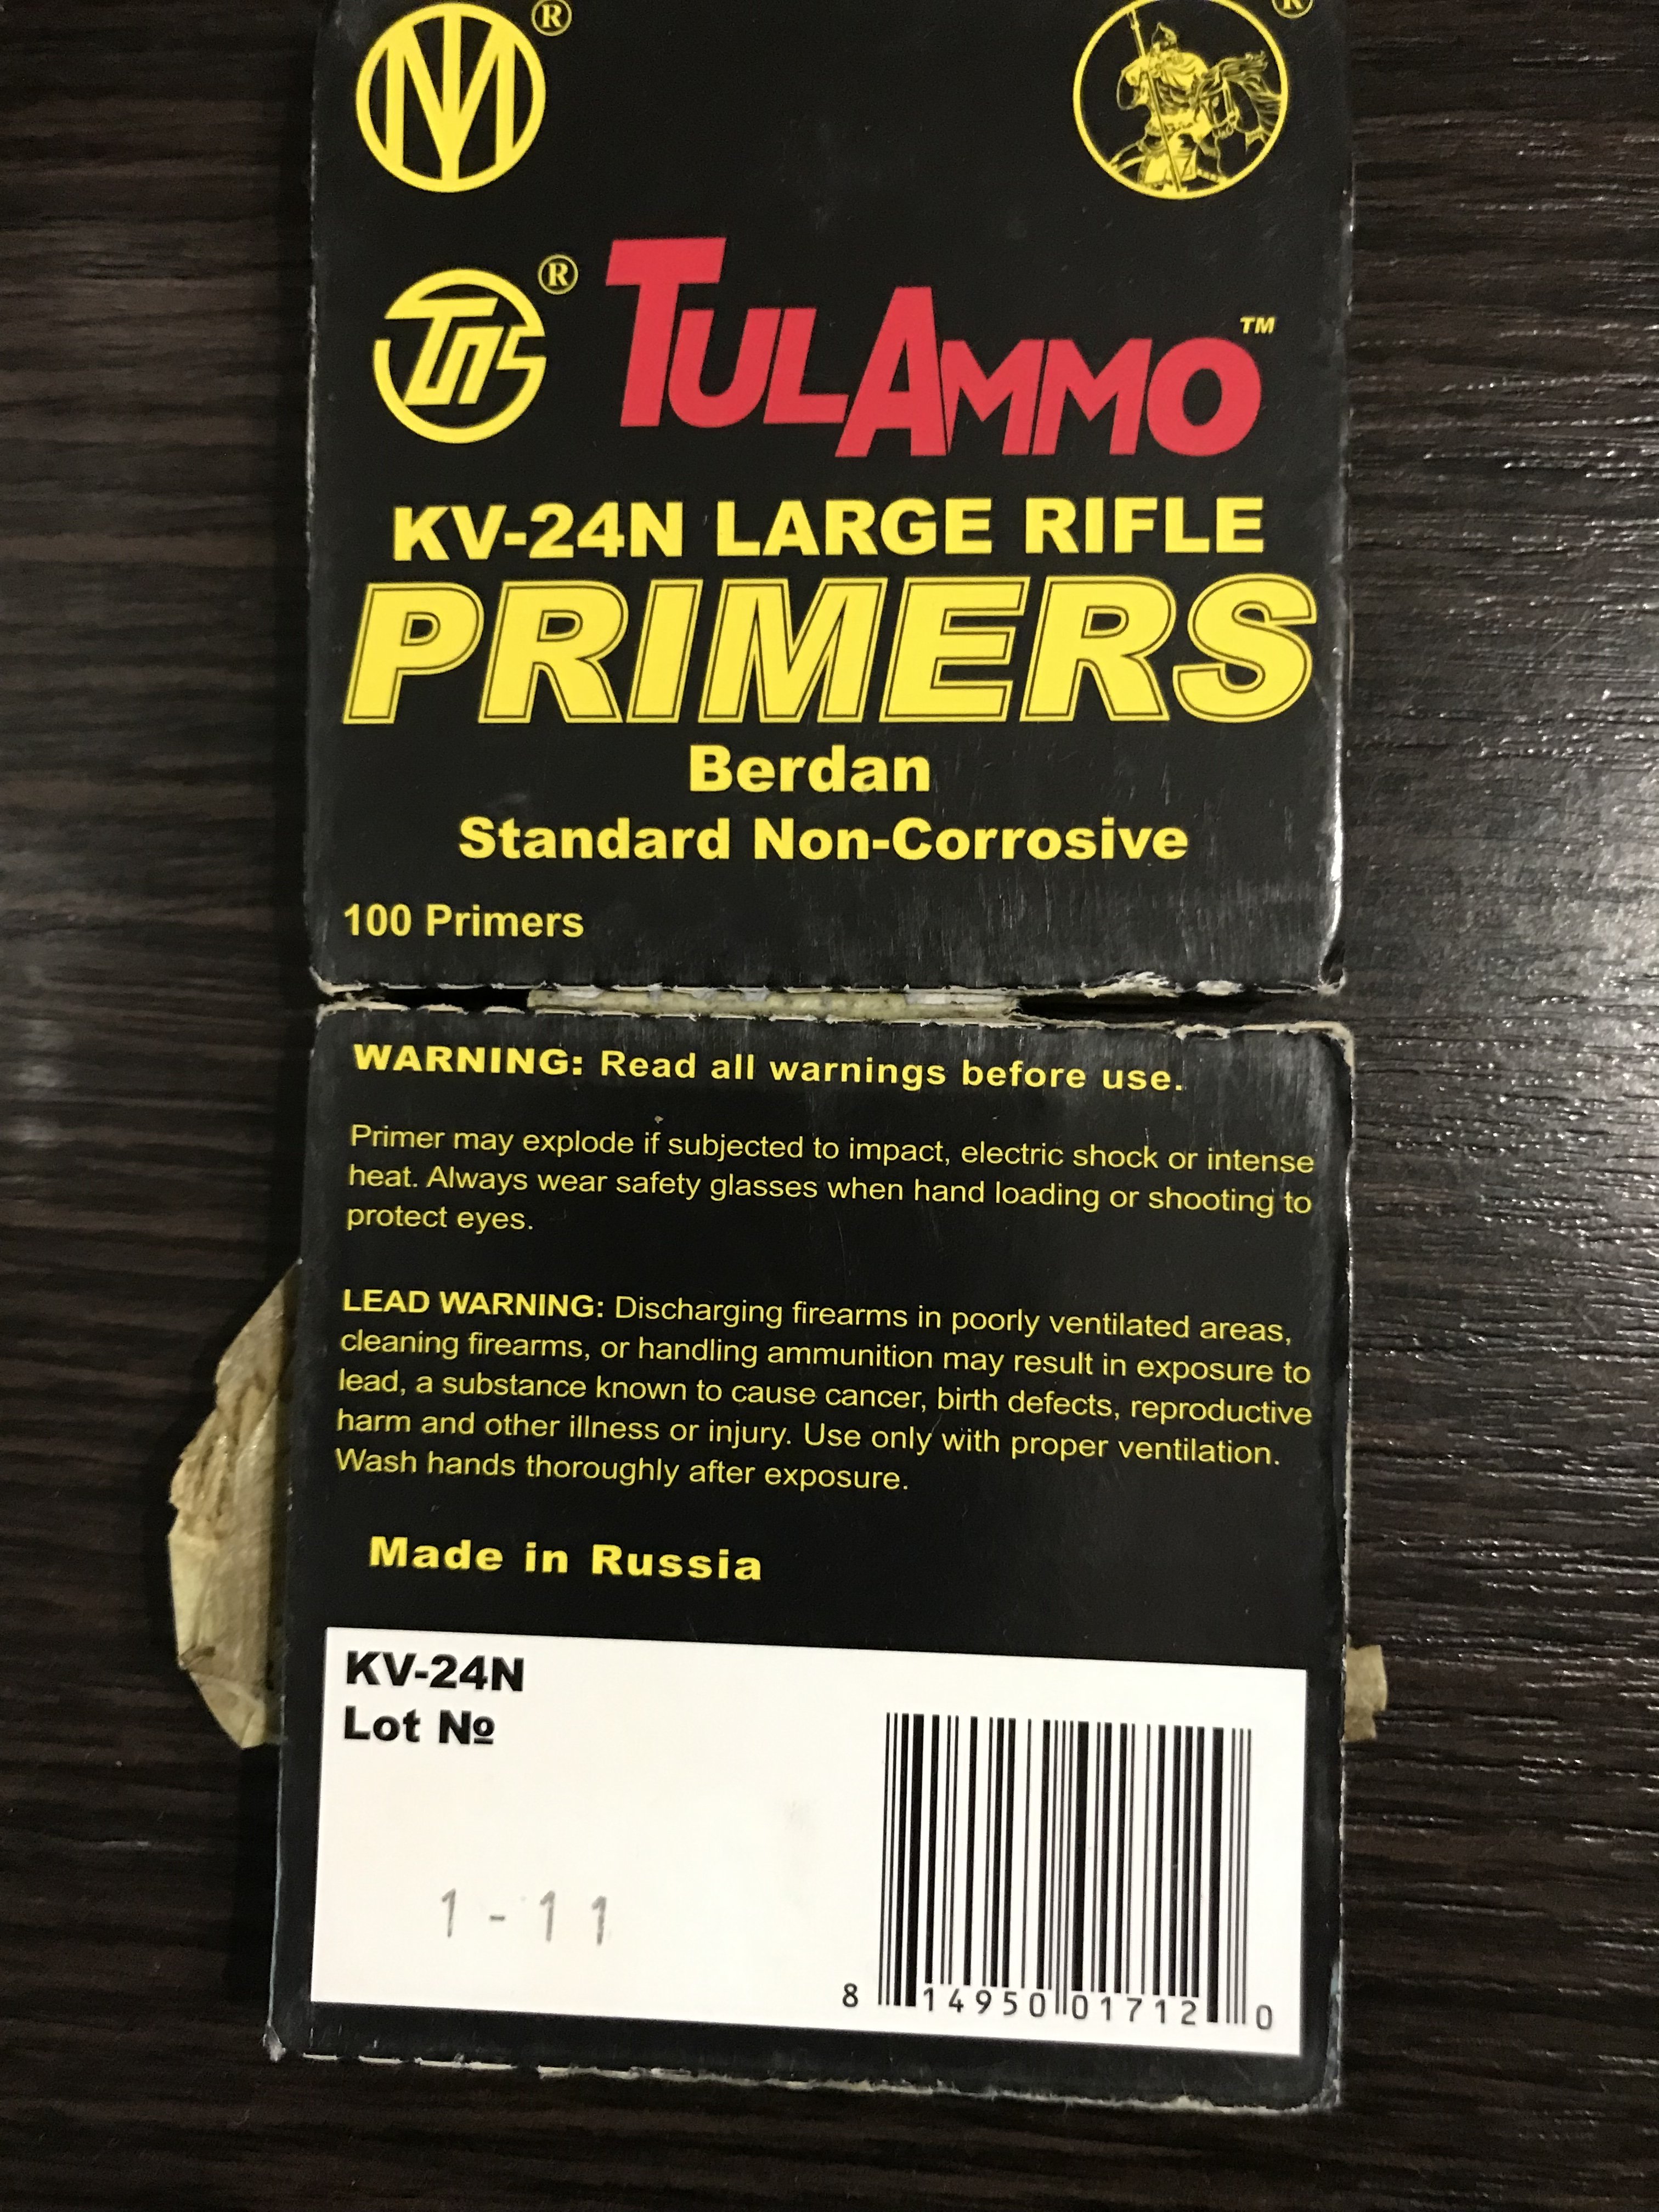 ®
®
®
TULAMMO™
KV-24N LARGE RIFLE
PRIMERS
Berdan
Standard Non-Corrosive
100 Primers
WARNING: Read all warnings before use.
Primer may explode if subjected to impact, electric shock or intense
heat. Always wear safety glasses when hand loading or shooting to
protect eyes.
LEAD WARNING: Discharging firearms in poorly ventilated areas,
cleaning firearms, or handling ammunition may result in exposure to
lead, a substance known to cause cancer, birth defects, reproductive
harm and other illness or injury. Use only with proper ventilation.
Wash hands thoroughly after exposure.
Made in Russia
KV-24N
Lot №
1 - 1 1
8 14950 01712 0